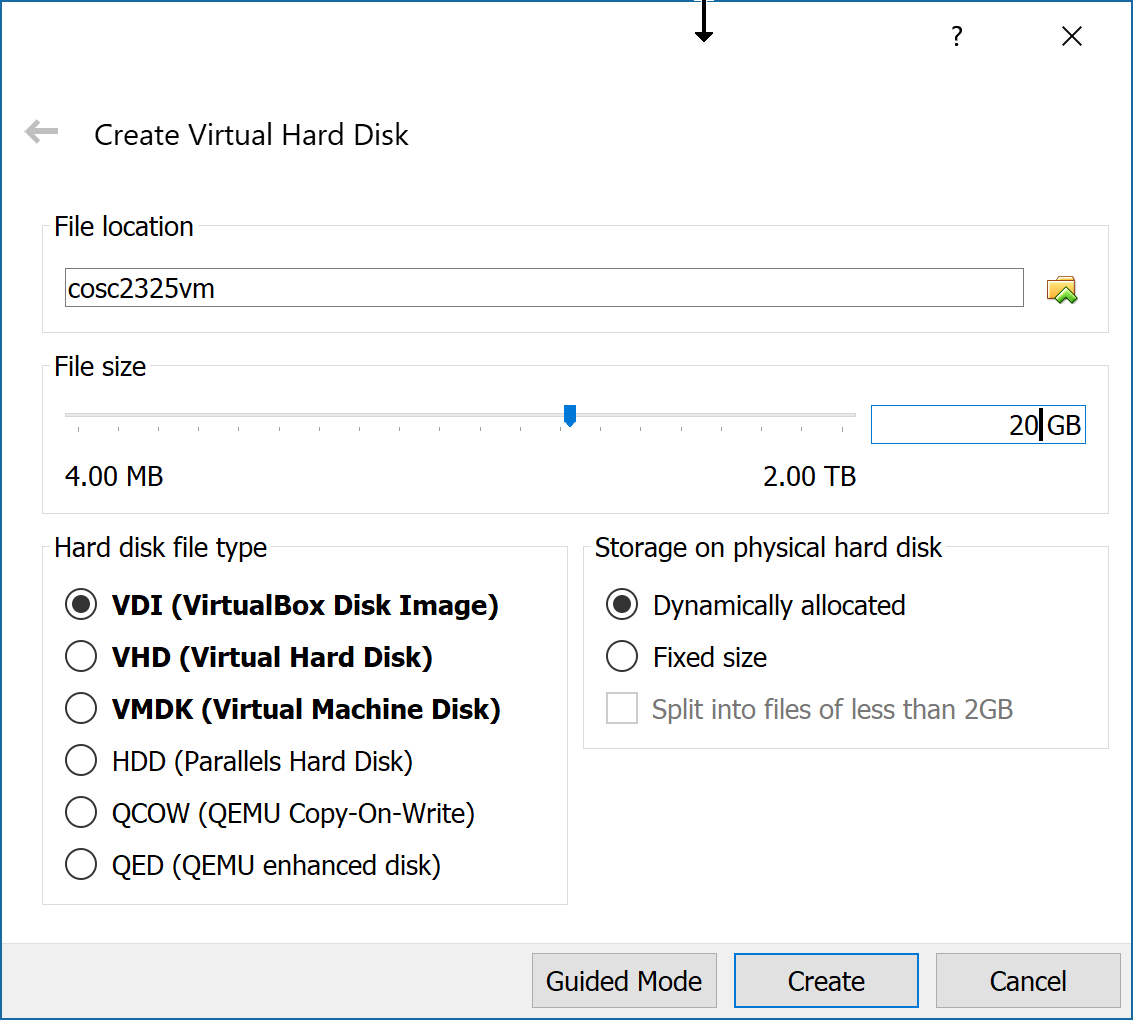 ?
Create Virtual Hard Disk
File location
cosc2325vm
File size
20 GB
4.00 MB 2.00 TB
Hard disk file type
VDI (VirtualBox Disk Image)
VHD (Virtual Hard Disk)
VMDK (Virtual Machine Disk)
HDD (Parallels Hard Disk)
QCOW (QEMU Copy-On-Write)
QED (QEMU enhanced disk)
Storage on physical hard disk
Dynamically allocated
Fixed size
Split into files of less than 2GB
Guided Mode Create Cancel